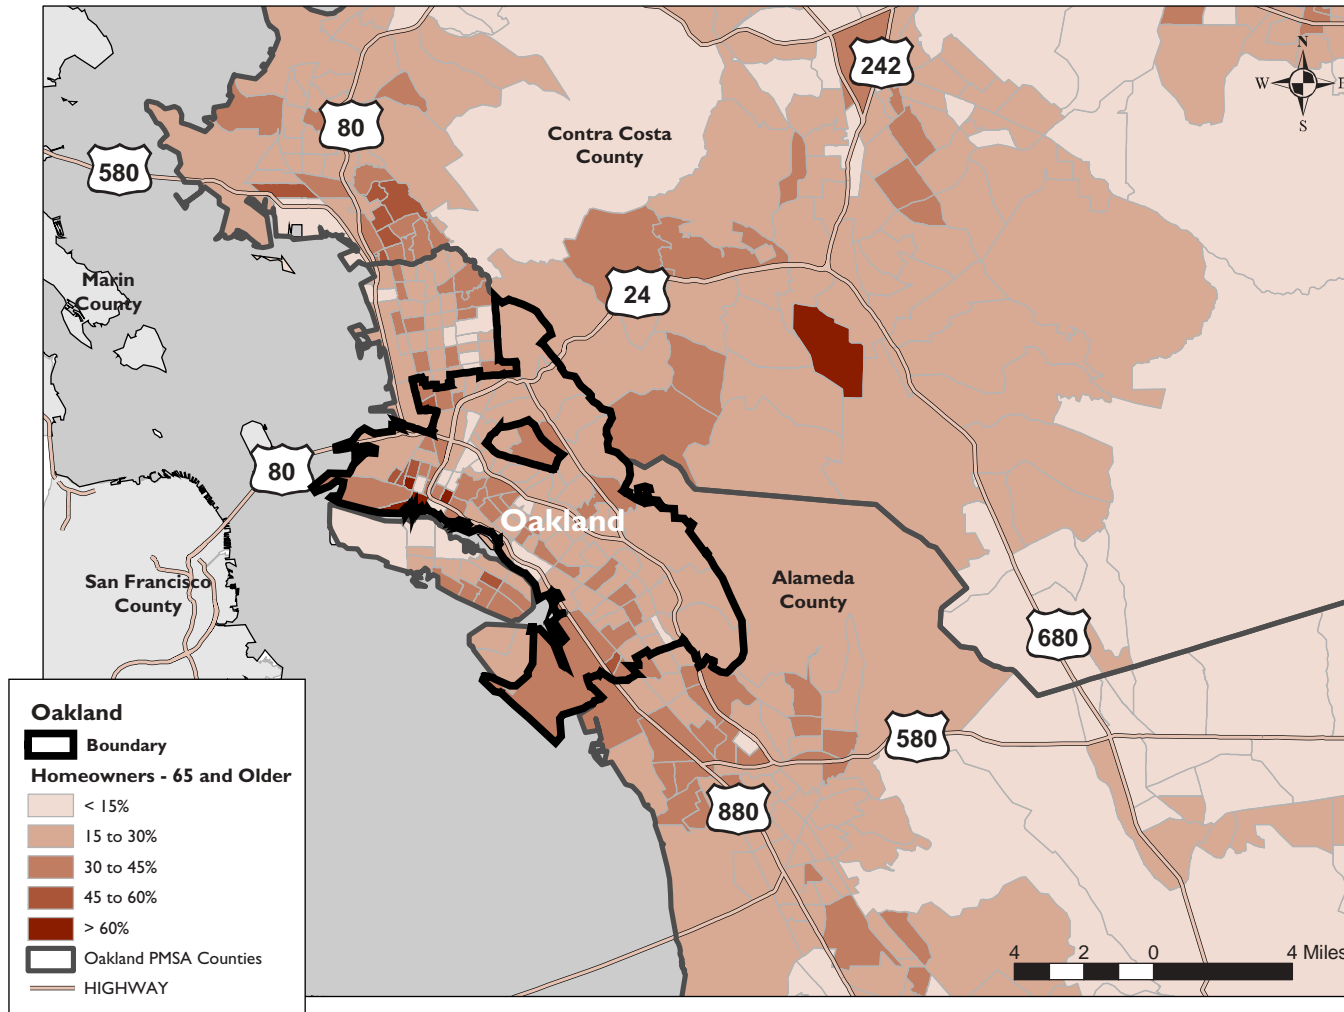 N
W
E
S
242
80
Contra Costa
County
580
Marin
County
24
80
Oakland
San Francisco
County
Alameda
County
680
580
880
Oakland
Boundary
Homeowners - 65 and Older
< 15%
15 to 30%
30 to 45%
45 to 60%
> 60%
Oakland PMSA Counties
HIGHWAY
4 2 0 4 Miles